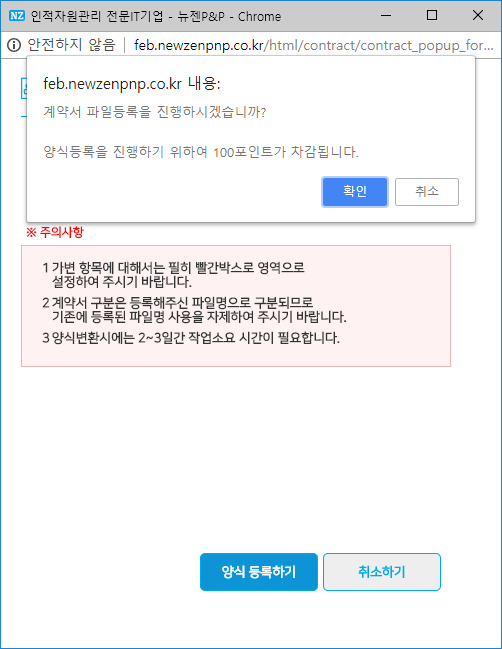 NZ 인적자원관리 전문IT기업 - 뉴젠P&P - Chrome
안전하지 않음 | feb.newzenpnp.co.kr/html/contract/contract_popup_for...
feb.newzenpnp.co.kr 내용:
계약서 파일등록을 진행하시겠습니까?
양식등록을 진행하기 위하여 100포인트가 차감됩니다.
확인 취소
※ 주의사항
1 가변 항목에 대해서는 필히 빨간박스로 영역으로
설정하여 주시기 바랍니다.
2 계약서 구분은 등록해주신 파일명으로 구분되므로
기존에 등록된 파일명 사용을 자제하여 주시기 바랍니다.
3 양식변환시에는 2~3일간 작업소요 시간이 필요합니다.
양식 등록하기 취소하기